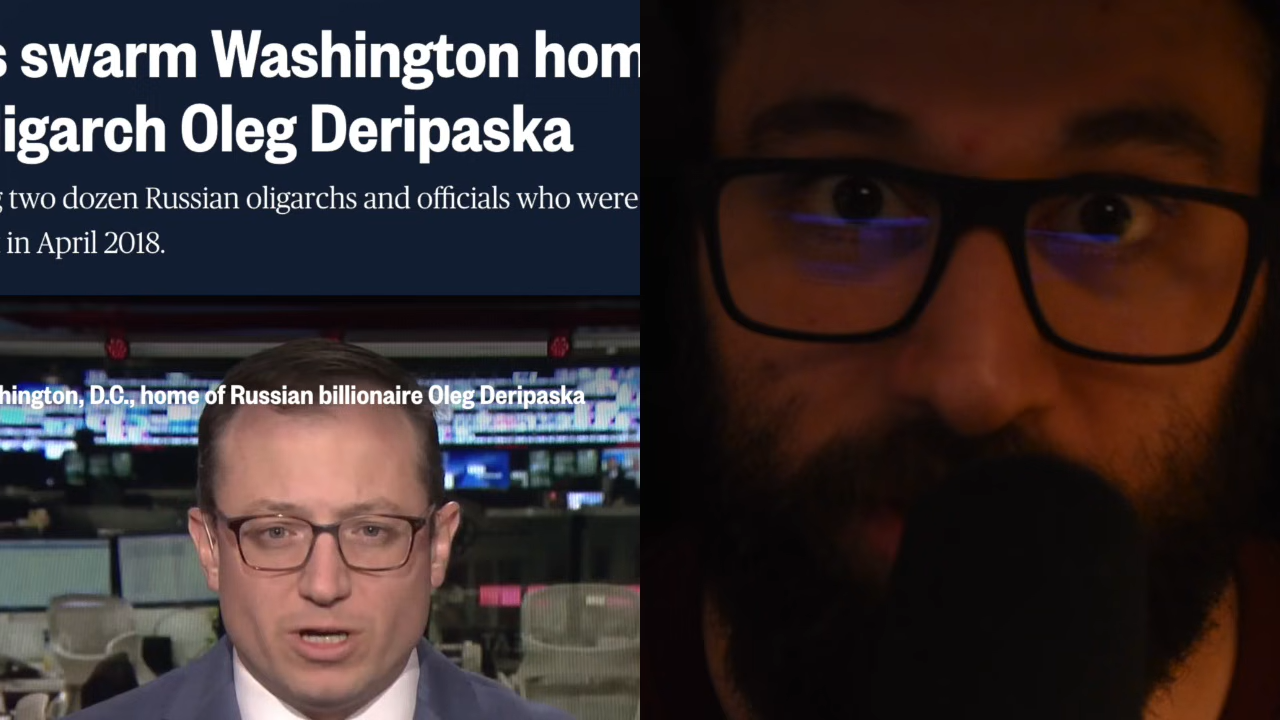 swarm Washington hom
igarch Oleg Deripaska
two dozen Russian oligarchs and officials who were
in April 2018.
hington, D.C., home of Russian billionaire Oleg Deripaska